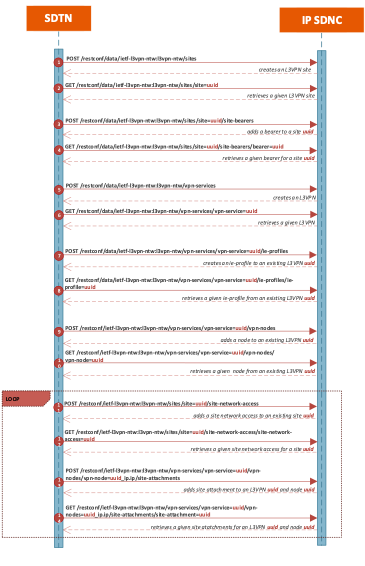 SDTN
IP SDNC
1
POST /restconf/data/ietf-l3vpn-ntw:l3vpn-ntw/sites
creates an L3VPN site
2
GET /restconf/data/ietf-l3vpn-ntw:l3vpn-ntw/sites/site=uuid
retrieves a given L3VPN site
3
POST /restconf/data/ietf-l3vpn-ntw:l3vpn-ntw/sites/site=uuid/site-bearers
adds a bearer to a site uuid
4
GET /restconf/data/ietf-l3vpn-ntw:l3vpn-ntw/sites/site=uuid/site-bearers/bearer=uuid
retrieves a given bearer for a site uuid
5
POST /restconf/data/ietf-l3vpn-ntw:l3vpn-ntw/vpn-services
creates an L3VPN
6
GET /restconf/data/ietf-l3vpn-ntw:l3vpn-ntw/vpn-services/vpn-service=uuid
retrieves a given L3VPN
7
POST /restconf/data/ietf-l3vpn-ntw:l3vpn-ntw/vpn-services/vpn-service=uuid/ie-profiles
creates an ie-profile to an existing L3VPN uuid
8
GET /restconf/data/ietf-l3vpn-ntw:l3vpn-ntw/vpn-services/vpn-service=uuid/ie-profiles/ie-
profile=uuid
retrieves a given ie-profile from an existing L3VPN uuid
9
POST /restconf/data/ietf-l3vpn-ntw:l3vpn-ntw/vpn-services/vpn-service=uuid/vpn-nodes
adds a node to an existing L3VPN uuid
GET /restconf/data/ietf-l3vpn-ntw:l3vpn-ntw/vpn-services/vpn-service=uuid/vpn-nodes/
vpn-node=uuid
retrieves a given node from an existing L3VPN uuid
LOOP
POST /restconf/ietf-l3vpn-ntw:l3vpn-ntw/sites/site=uuid/site-network-access
adds a site network access to an existing site uuid
GET /restconf/ietf-l3vpn-ntw:l3vpn-ntw/sites/site=uuid/site-network-access/site-network-
access=uuid
retrieves a given site network access for a site uuid
POST /restconf/ietf-l3vpn-ntw:l3vpn-ntw/vpn-services/vpn-service=uuid/vpn-
nodes/vpn-node=uuid_ip.ip/site-attachments
adds site attachment to an L3VPN uuid and node uuid
GET /restconf/ietf-l3vpn-ntw:l3vpn-ntw/vpn-services/vpn-service=uuid/vpn-
nodes=uuid_ip.ip/site-attachments/site-attachment=uuid
retrieves a given site atatchments for an L3VPN uuid and node uuid